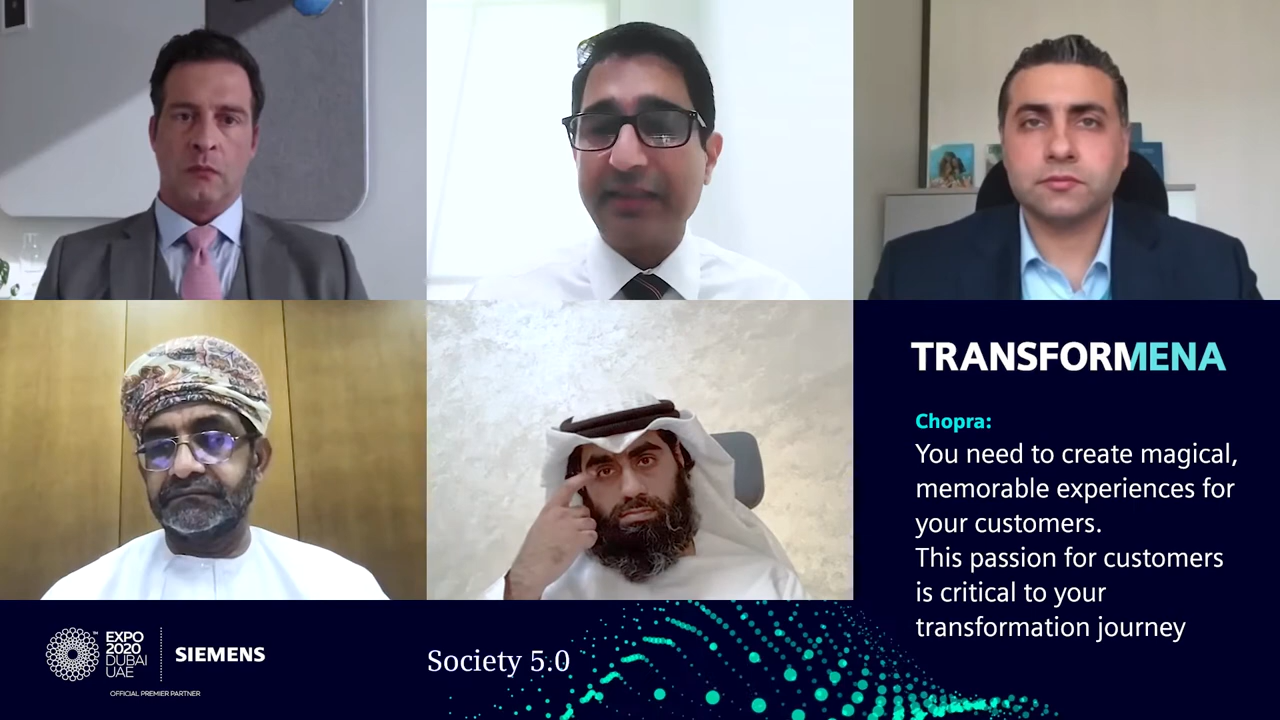 TRANSFORMENA
Chopra:
You need to create magical,
memorable experiences for
your customers.
This passion for customers
is critical to your
transformation journey
EXPO
2020
DUBAI
UAE
SIEMENS
OFFICIAL PREMIER PARTNER
Society 5.0